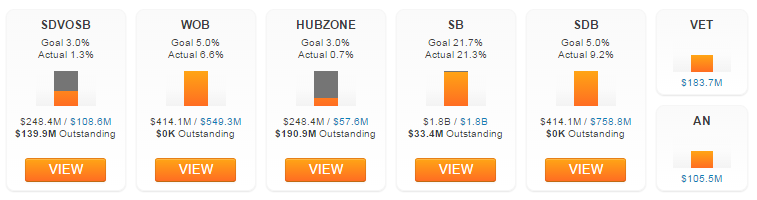 SDVOSB
Goal 3.0%
Actual 1.3%
$248.4M / $108.6M
$139.9M Outstanding
VIEW
WOB
Goal 5.0%
Actual 6.6%
$414.1M / $549.3M
$0K Outstanding
VIEW
HUBZONE
Goal 3.0%
Actual 0.7%
$248.4M / $57.6M
$190.9M Outstanding
VIEW
SB
Goal 21.7%
Actual 21.3%
$1.8B / $1.8B
$33.4M Outstanding
VIEW
SDB
Goal 5.0%
Actual 9.2%
$414.1M / $758.8M
$0K Outstanding
VIEW
VET
$183.7M
AN
$105.5M